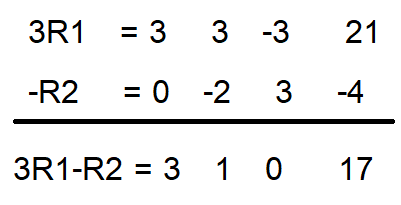 3R1 = 3 3 -3 21
-R2 = 0 -2 3 -4
3R1-R2 = 3 1 0 17